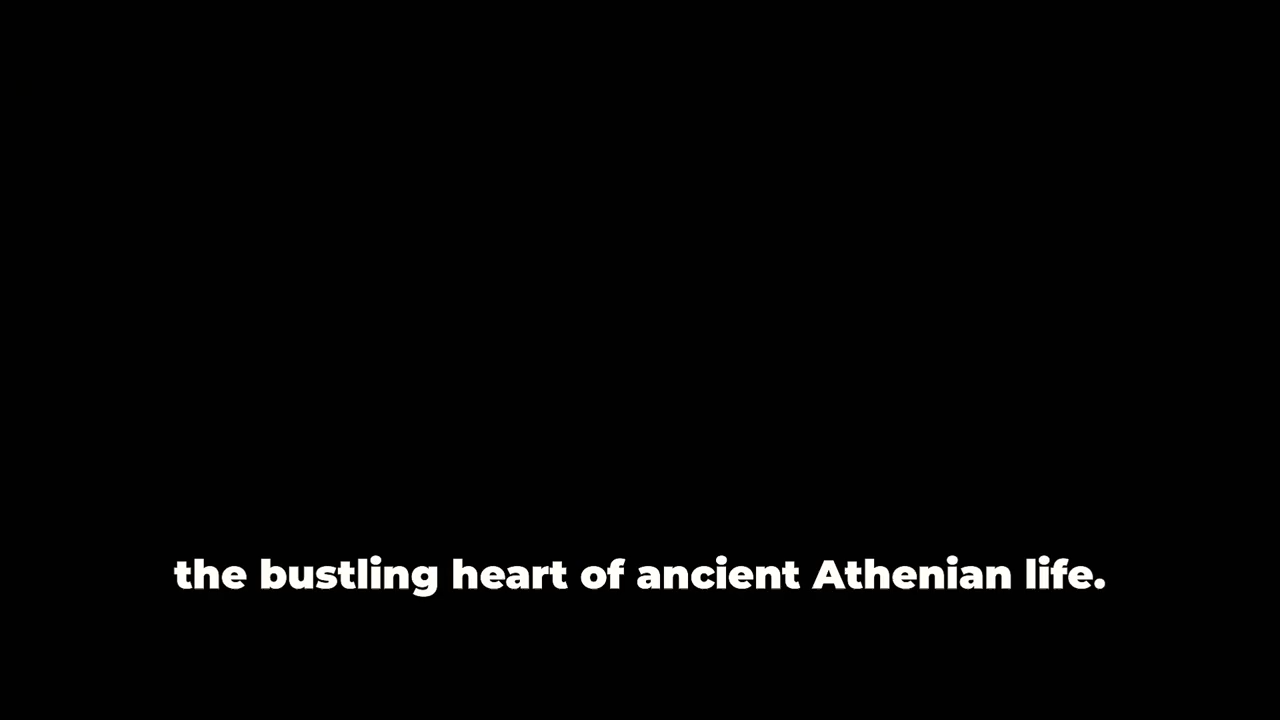 the bustling heart of ancient Athenian life.